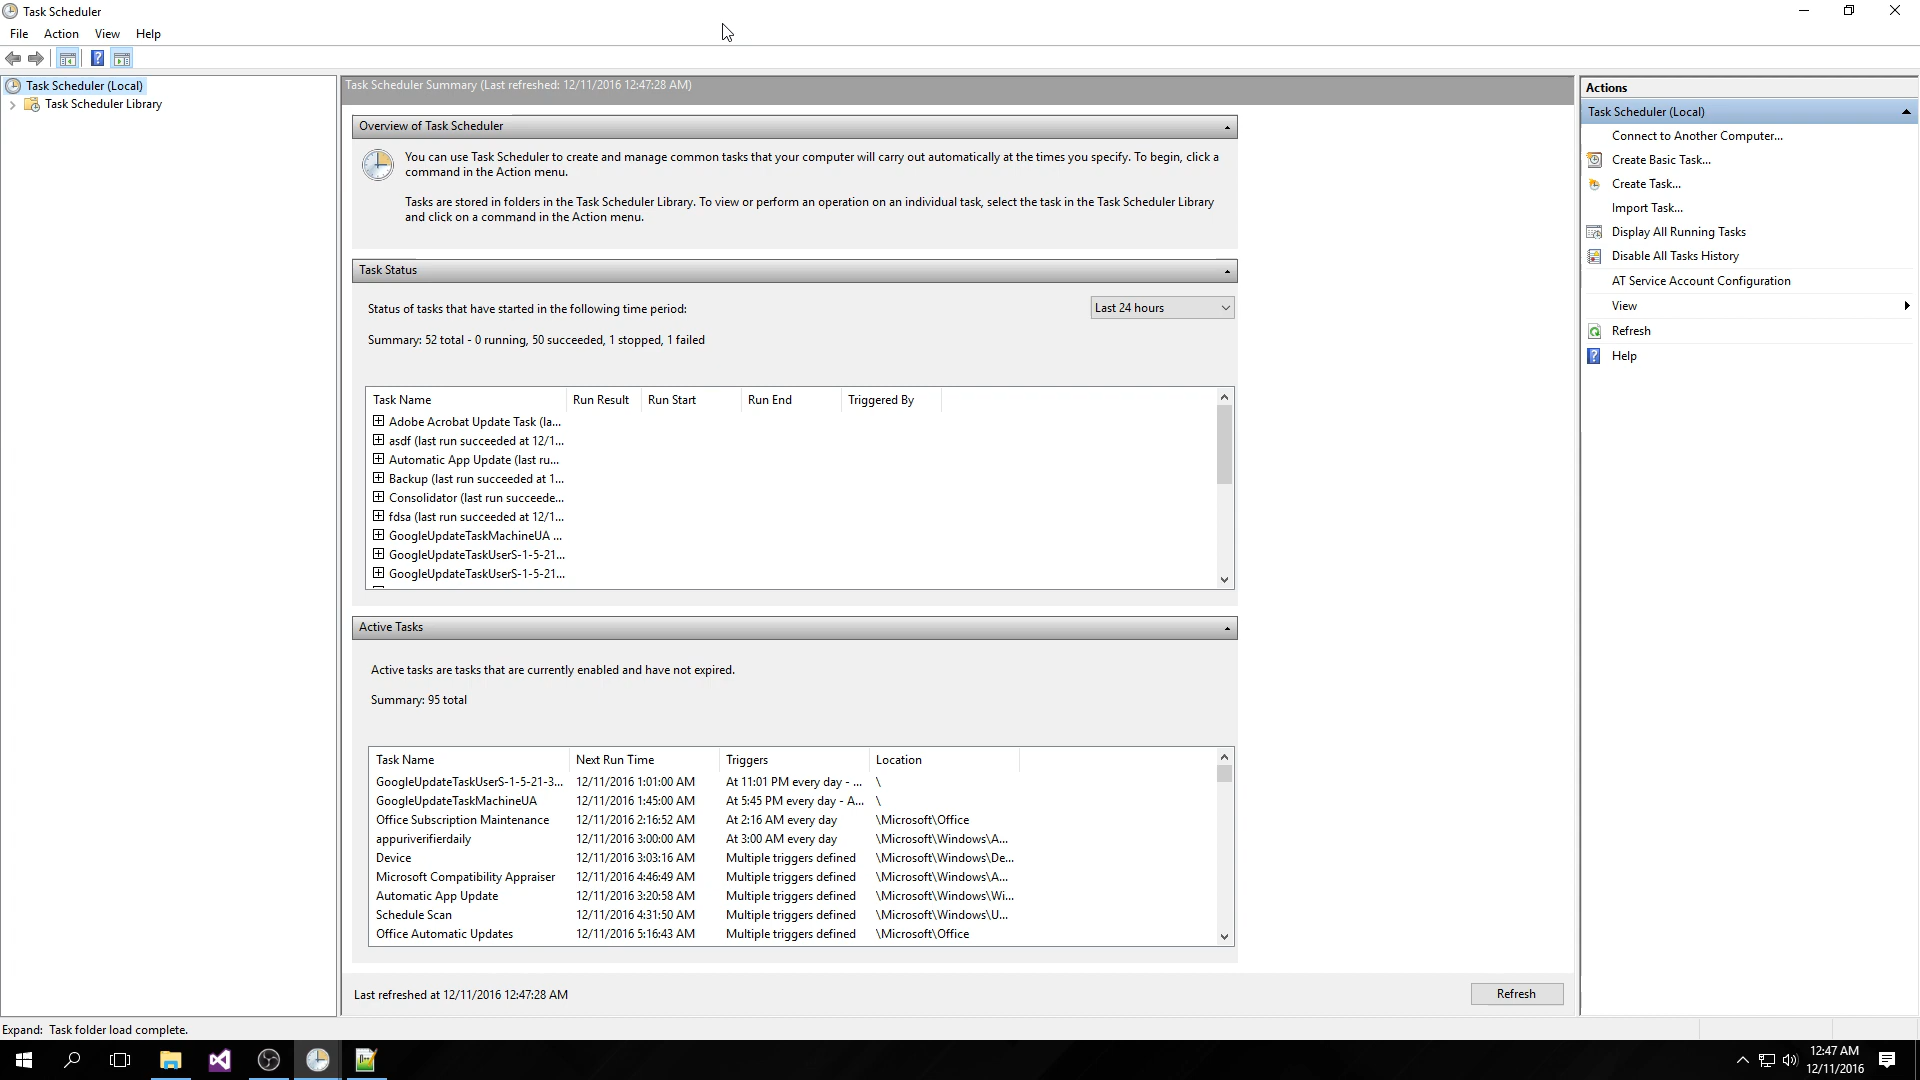 Task Scheduler
File Action View Help
Task Scheduler (Local)
Task Scheduler Library
Task Scheduler Summary (Last refreshed: 12/11/2016 12:47:28 AM)
Overview of Task Scheduler
You can use Task Scheduler to create and manage common tasks that your computer will carry out automatically at the times you specify. To begin, click a
command in the Action menu.
Tasks are stored in folders in the Task Scheduler Library. To view or perform an operation on an individual task, select the task in the Task Scheduler Library
and click on a command in the Action menu.
Task Status
Status of tasks that have started in the following time period:
Last 24 hours
Summary: 52 total - 0 running, 50 succeeded, 1 stopped, 1 failed
Task Name Run Result Run Start Run End Triggered By
Adobe Acrobat Update Task (la...
asdf (last run succeeded at 12/1...
Automatic App Update (last ru...
Backup (last run succeeded at 1...
Consolidator (last run succeede...
fdsa (last run succeeded at 12/1...
GoogleUpdateTaskMachineUA ...
GoogleUpdateTaskUserS-1-5-21...
GoogleUpdateTaskUserS-1-5-21...
Active Tasks
Active tasks are tasks that are currently enabled and have not expired.
Summary: 95 total
Task Name Next Run Time Triggers Location
GoogleUpdateTaskUserS-1-5-21-3... 12/11/2016 1:01:00 AM At 11:01 PM every day - ... \
GoogleUpdateTaskMachineUA 12/11/2016 1:45:00 AM At 5:45 PM every day - A... \
Office Subscription Maintenance 12/11/2016 2:16:52 AM At 2:16 AM every day \Microsoft\Office
appuriverifierdaily 12/11/2016 3:00:00 AM At 3:00 AM every day \Microsoft\Windows\A...
Device 12/11/2016 3:03:16 AM Multiple triggers defined \Microsoft\Windows\De...
Microsoft Compatibility Appraiser 12/11/2016 4:46:49 AM Multiple triggers defined \Microsoft\Windows\A...
Automatic App Update 12/11/2016 3:20:58 AM Multiple triggers defined \Microsoft\Windows\Wi...
Schedule Scan 12/11/2016 4:31:50 AM Multiple triggers defined \Microsoft\Windows\U...
Office Automatic Updates 12/11/2016 5:16:43 AM Multiple triggers defined \Microsoft\Office
Last refreshed at 12/11/2016 12:47:28 AM
Refresh
Actions
Task Scheduler (Local)
Connect to Another Computer...
Create Basic Task...
Create Task...
Import Task...
Display All Running Tasks
Disable All Tasks History
AT Service Account Configuration
View
Refresh
Help
Expand: Task folder load complete.
12:47 AM
12/11/2016